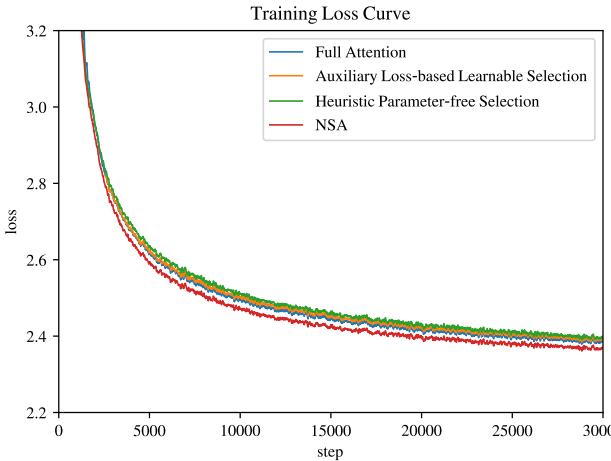 Training Loss Curve
3.2
3.0
2.8
2.6
2.4
2.2
loss
Full Attention
Auxiliary Loss-based Learnable Selection
Heuristic Parameter-free Selection
NSA
0 5000 10000 15000 20000 25000 3000
step